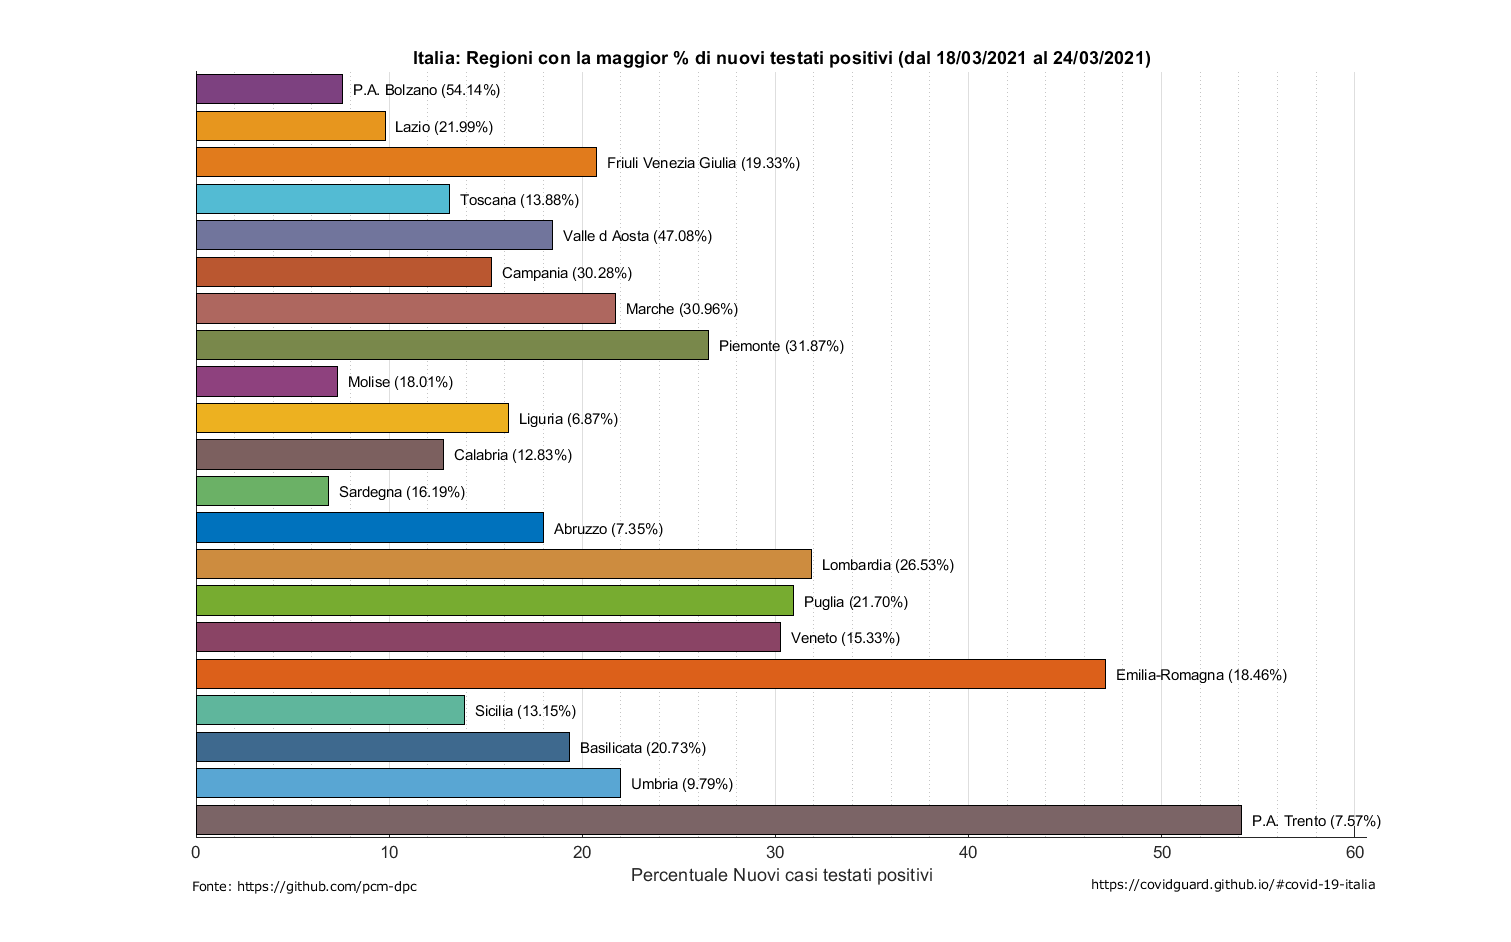 Italia: Regioni con la maggior % di nuovi testati positivi (dal 18/03/2021 al 24/03/2021)
P.A. Bolzano (54.14%)
Lazio (21.99%)
Friuli Venezia Giulia (19.33%)
Toscana (13.88%)
Valle d Aosta (47.08%)
Campania (30.28%)
Marche (30.96%)
Piemonte (31.87%)
Molise (18.01%)
Liguria (6.87%)
Calabria (12.83%)
Sardegna (16.19%)
Abruzzo (7.35%)
Lombardia (26.53%)
Puglia (21.70%)
Veneto (15.33%)
Emilia-Romagna (18.46%)
Sicilia (13.15%)
Basilicata (20.73%)
Umbria (9.79%)
P.A. Trento (7.57%)
0 10 20 30 40 50 60
Percentuale Nuovi casi testati positivi
Fonte: https://github.com/pcm-dpc
https://covidguard.github.io/#covid-19-italia